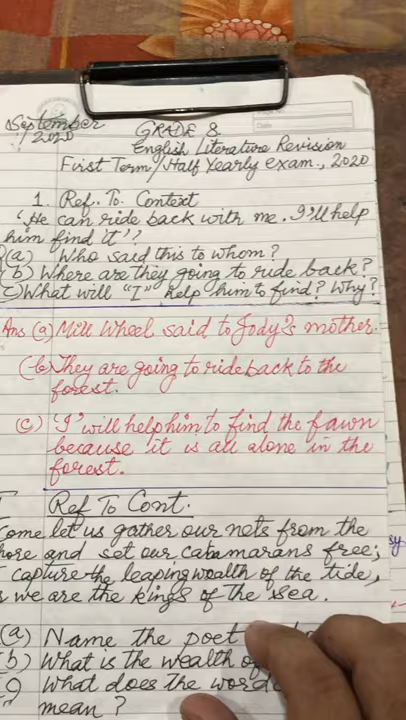 September
2020
GRADE 8.
English Literature Revision
First Term/Half Yearly exam., 2020
Date
1. Ref. To. Context
'He can ride back with me. I'll help
him find it'?
(a) Who said this to whom?
(b) Where are they going to ride back?
(c) What will "I" help him to find? Why?
Ans (a) Mill Wheel said to Jody's mother.
(b) They are going to ride back to the
forest.
(c) 'I' will help him to find the fawn
because it is all alone in the
forest.
Ref To Cont.
Come let us gather our nets from the
shore and set our catamarans free;
capture the leaping wealth of the tide,
we are the kings of the sea.
(a) Name the poet
(b) What is the wealth of
What does the word
mean?